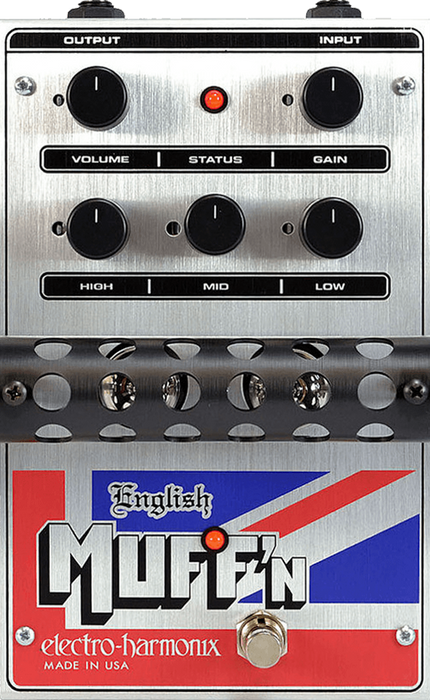 OUTPUT INPUT
VOLUME STATUS GAIN
HIGH MID LOW
English
MUFF'N
electro-harmonix
MADE IN USA